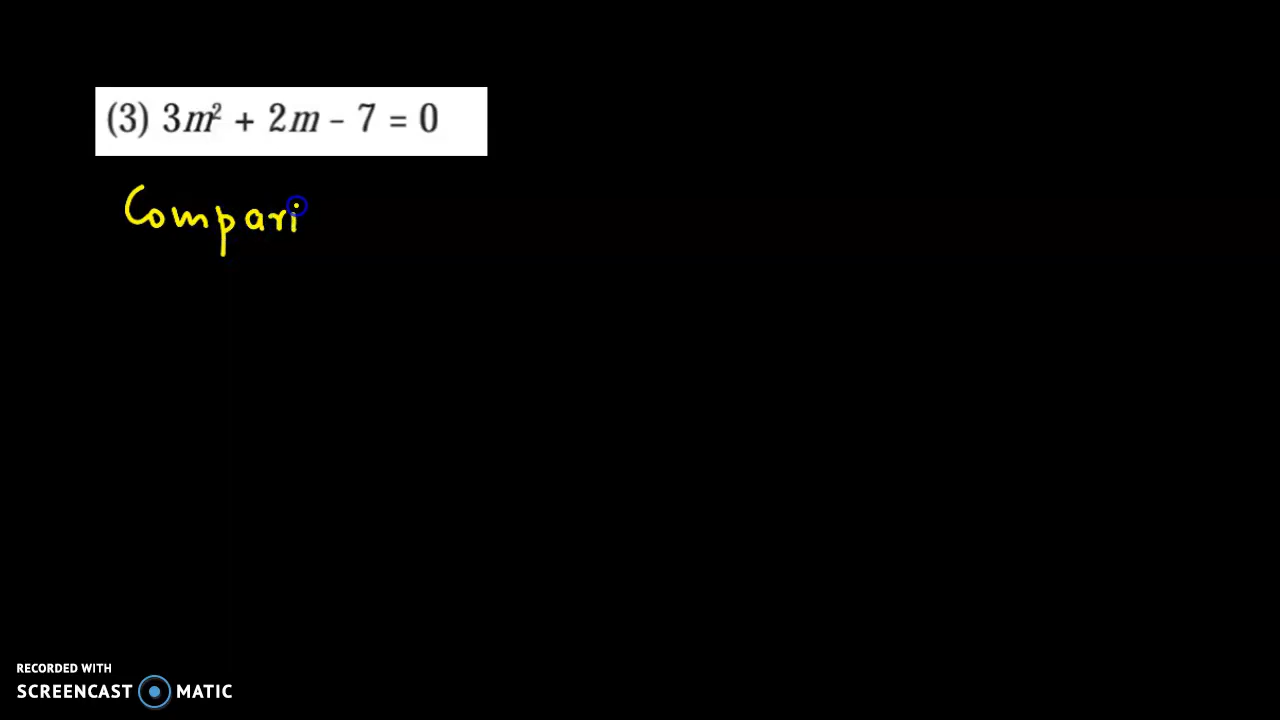 (3) 3m² + 2m - 7 = 0
Compari
RECORDED WITH
SCREENCAST MATIC